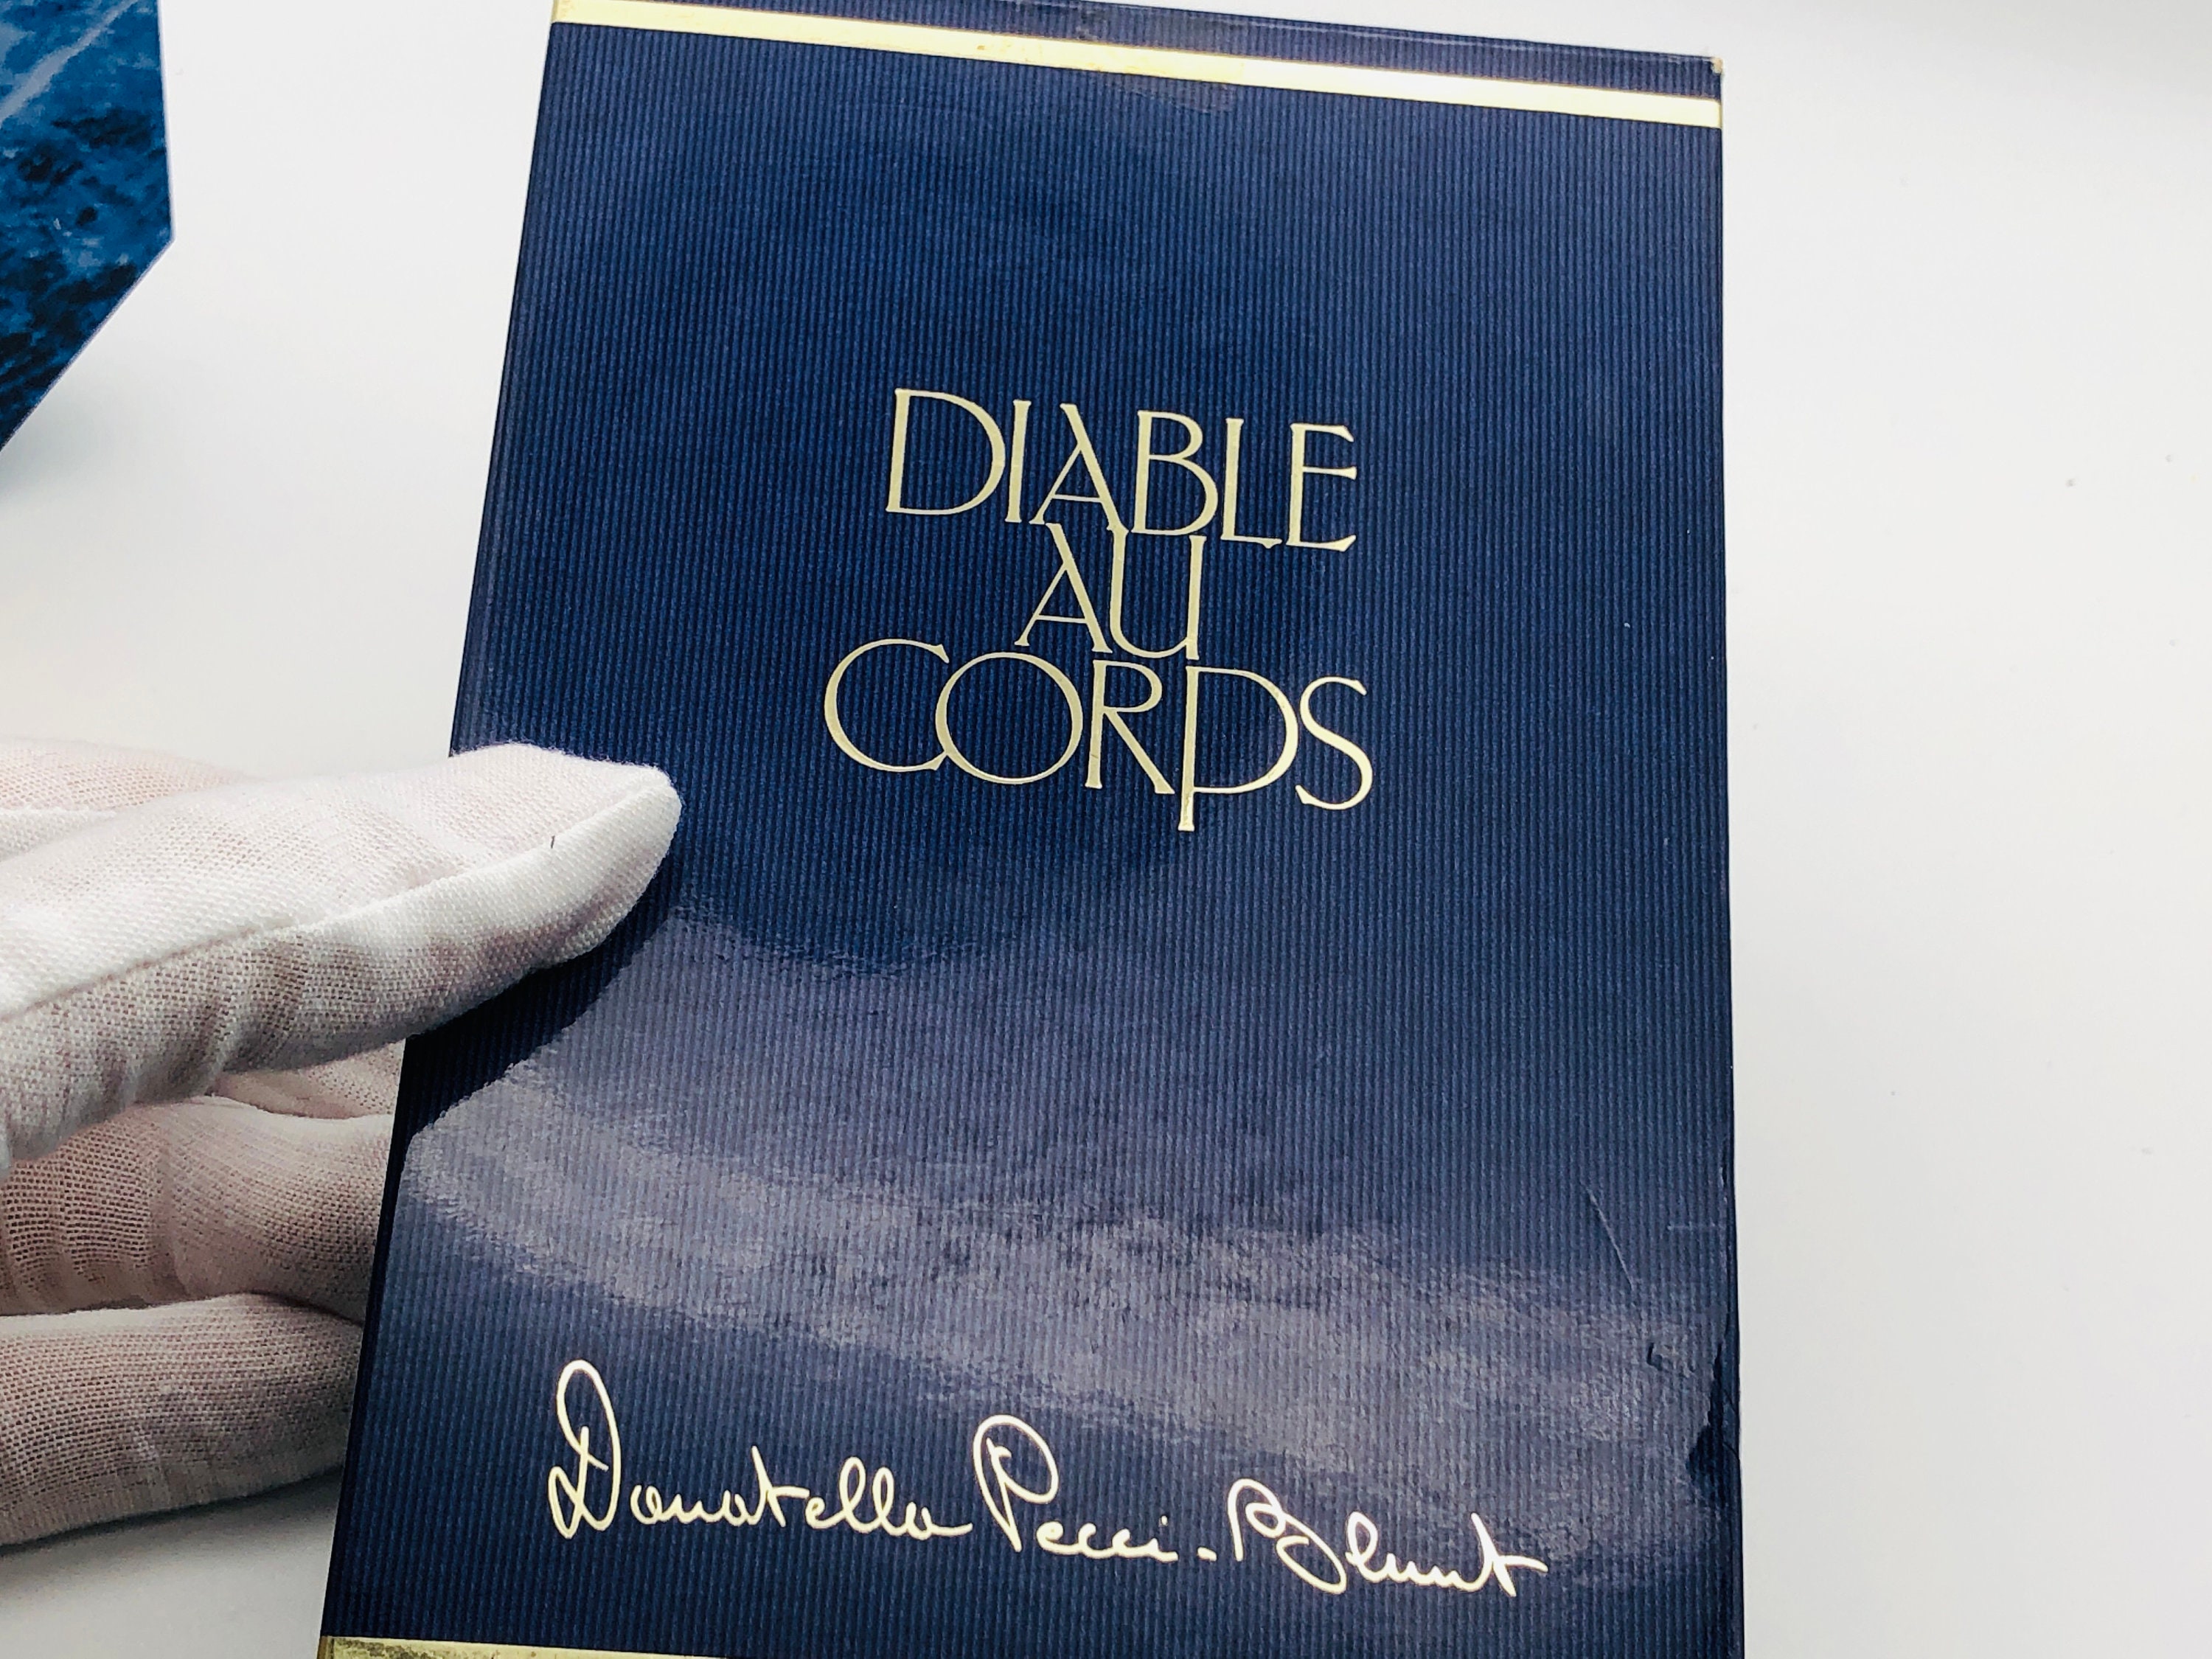 DIABLE
AU
CORPS
Donatella Pecci-Blunt